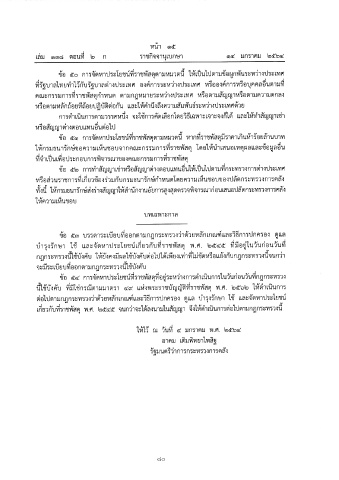 หน้า ๑๕
เล่ม ๑๓๘ ตอนที่ ๒ ก ราชกิจจานุเบกษา ๑๔ มกราคม ๒๕๖๔
ข้อ ๕๐ การจัดหาประโยชน์ที่ราชพัสดุตามหมวดนี้ ให้เป็นไปตามข้อผูกพันระหว่างประเทศ
ที่รัฐบาลไทยทำไว้กับรัฐบาลต่างประเทศ องค์การระหว่างประเทศ หรือองค์การหรือบุคคลอื่นตามที่
คณะกรรมการที่ราชพัสดุกำหนด ตามกฎหมายระหว่างประเทศ หรือตามสัญญาหรือตามความตกลง
หรือตามหลักถ้อยทีถ้อยปฏิบัติต่อกัน และให้คำนึงถึงความสัมพันธ์ระหว่างประเทศด้วย
การดำเนินการตามวรรคหนึ่ง จะใช้การคัดเลือกโดยวิธีเฉพาะเจาะจงก็ได้ และให้ทำสัญญาเช่า
หรือสัญญาต่างตอบแทนอื่นต่อไป
ข้อ ๕๑ การจัดหาประโยชน์ที่ราชพัสดุตามหมวดนี้ หากที่ราชพัสดุมีราคาเกินห้าร้อยล้านบาท
ให้กรมธนารักษ์ขอความเห็นชอบจากคณะกรรมการที่ราชพัสดุ โดยให้นำเสนอเหตุผลและข้อมูลอื่น
ที่จำเป็นเพื่อประกอบการพิจารณาของคณะกรรมการที่ราชพัสดุ
ข้อ ๕๒ การทำสัญญาเช่าหรือสัญญาต่างตอบแทนอื่นให้เป็นไปตามที่กระทรวงการต่างประเทศ
หรือส่วนราชการที่เกี่ยวข้องร่วมกับกรมธนารักษ์กำหนดโดยความเห็นชอบของปลัดกระทรวงการคลัง
ทั้งนี้ ให้กรมธนารักษ์ส่งร่างสัญญาให้สำนักงานอัยการสูงสุดตรวจพิจารณาก่อนเสนอปลัดกระทรวงการคลัง
ให้ความเห็นชอบ
บทเฉพาะกาล
ข้อ ๕๓ บรรดาระเบียบที่ออกตามกฎกระทรวงว่าด้วยหลักเกณฑ์และวิธีการปกครอง ดูแล
บำรุงรักษา ใช้ และจัดหาประโยชน์เกี่ยวกับที่ราชพัสดุ พ.ศ. ๒๕๔๕ ที่มีอยู่ในวันก่อนวันที่
กฎกระทรวงนี้ใช้บังคับ ให้ยังคงมีผลใช้บังคับต่อไปได้เพียงเท่าที่ไม่ขัดหรือแย้งกับกฎกระทรวงนี้จนกว่า
จะมีระเบียบที่ออกตามกฎกระทรวงนี้ใช้บังคับ
ข้อ ๕๔ การจัดหาประโยชน์ที่ราชพัสดุที่อยู่ระหว่างการดำเนินการในวันก่อนวันที่กฎกระทรวง
นี้ใช้บังคับ ที่มิใช่กรณีตามมาตรา ๔๔ แห่งพระราชบัญญัติที่ราชพัสดุ พ.ศ. ๒๕๖๒ ให้ดำเนินการ
ต่อไปตามกฎกระทรวงว่าด้วยหลักเกณฑ์และวิธีการปกครอง ดูแล บำรุงรักษา ใช้ และจัดหาประโยชน์
เกี่ยวกับที่ราชพัสดุ พ.ศ. ๒๕๔๕ จนกว่าจะได้ลงนามในสัญญา จึงให้ดำเนินการต่อไปตามกฎกระทรวงนี้
ให้ไว้ ณ วันที่ ๘ มกราคม พ.ศ. ๒๕๖๔
อาคม เติมพิทยาไพสิฐ
รัฐมนตรีว่าการกระทรวงการคลัง
๘๐